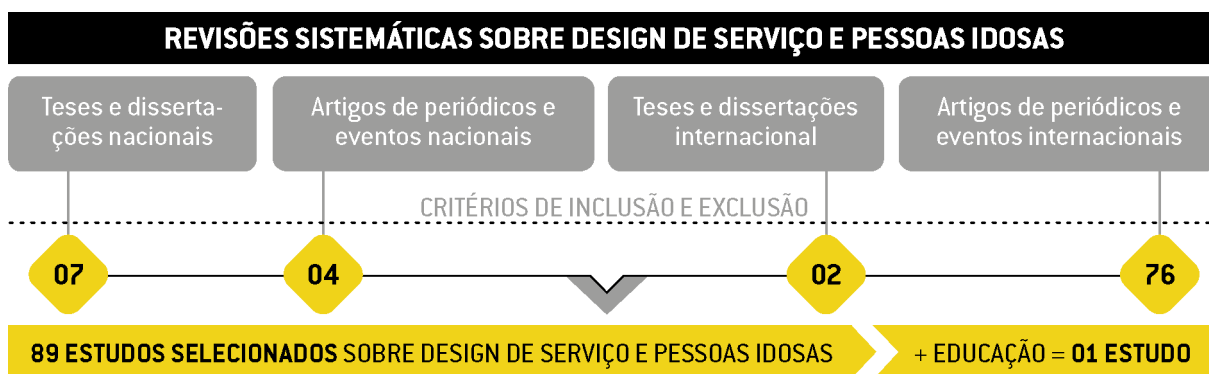 REVISÕES SISTEMÁTICAS SOBRE DESIGN DE SERVIÇO E PESSOAS IDOSAS
Teses e disserta-
ções nacionais
Artigos de periódicos e
eventos nacionais
Teses e dissertações
internacional
Artigos de periódicos e
eventos internacionais
CRITÉRIOS DE INCLUSÃO E EXCLUSÃO
07
04
02
76
89 ESTUDOS SELECIONADOS SOBRE DESIGN DE SERVIÇO E PESSOAS IDOSAS
+ EDUCAÇÃO = 01 ESTUDO